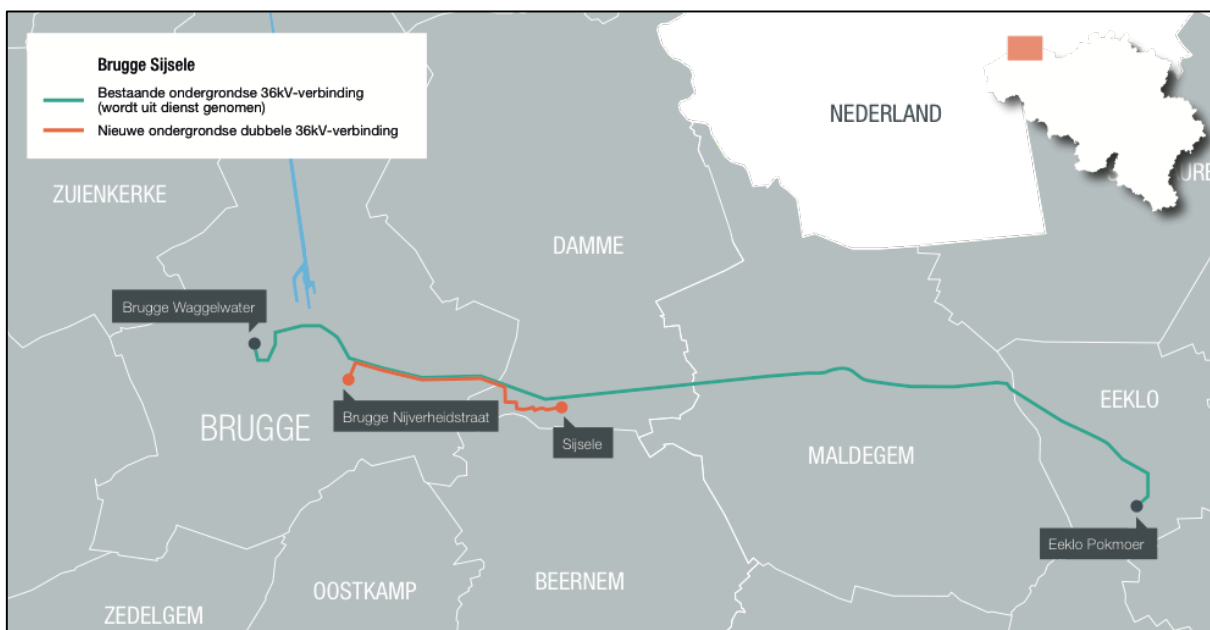 Brugge Sijsele
Bestaande ondergrondse 36kV-verbinding
(wordt uit dienst genomen)
Nieuwe ondergrondse dubbele 36kV-verbinding
NEDERLAND
ZUIENKERKE
DAMME
Brugge Waggelwater
BRUGGE
Brugge Nijverheidstraat
Sijsele
MALDEGEM
EEKLO
Eeklo Pokmoer
OOSTKAMP
BEERNEM
ZEDELGEM